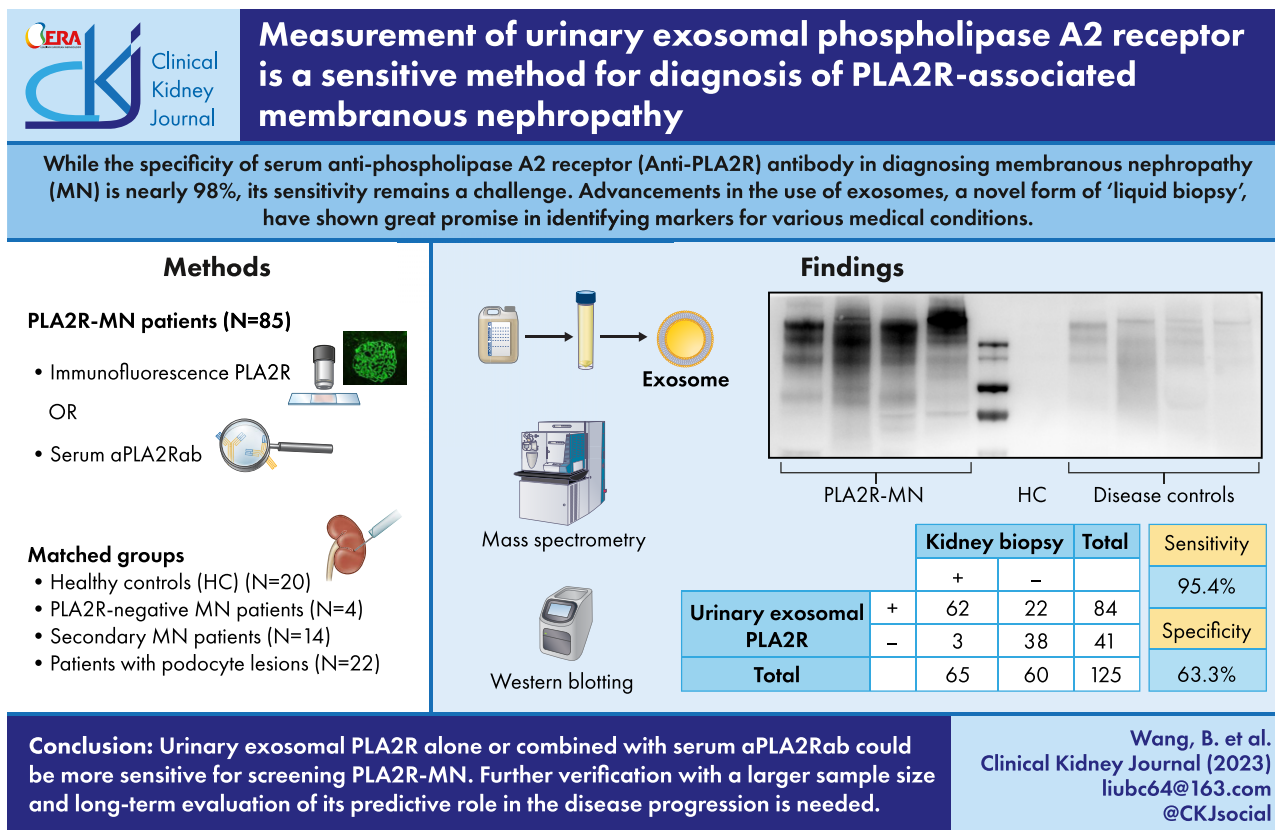 ERA
CKJ
Clinical
Kidney
Journal
Measurement of urinary exosomal phospholipase A2 receptor
is a sensitive method for diagnosis of PLA2R-associated
membranous nephropathy
While the specificity of serum anti-phospholipase A2 receptor (Anti-PLA2R) antibody in diagnosing membranous nephropathy
(MN) is nearly 98%, its sensitivity remains a challenge. Advancements in the use of exosomes, a novel form of ‘liquid biopsy’,
have shown great promise in identifying markers for various medical conditions.
Methods
PLA2R-MN patients (N=85)
• Immunofluorescence PLA2R
OR
• Serum aPLA2Rab
Matched groups
• Healthy controls (HC) (N=20)
• PLA2R-negative MN patients (N=4)
• Secondary MN patients (N=14)
• Patients with podocyte lesions (N=22)
Findings
Exosome
Mass spectrometry
Western blotting
PLA2R-MN HC Disease controls
Kidney biopsy Total
+ –
Urinary exosomal PLA2R + 62 22 84
– 3 38 41
Total 65 60 125
Sensitivity
95.4%
Specificity
63.3%
Conclusion: Urinary exosomal PLA2R alone or combined with serum aPLA2Rab could
be more sensitive for screening PLA2R-MN. Further verification with a larger sample size
and long-term evaluation of its predictive role in the disease progression is needed.
Wang, B. et al.
Clinical Kidney Journal (2023)
liubc64@163.com
@CKJsocial